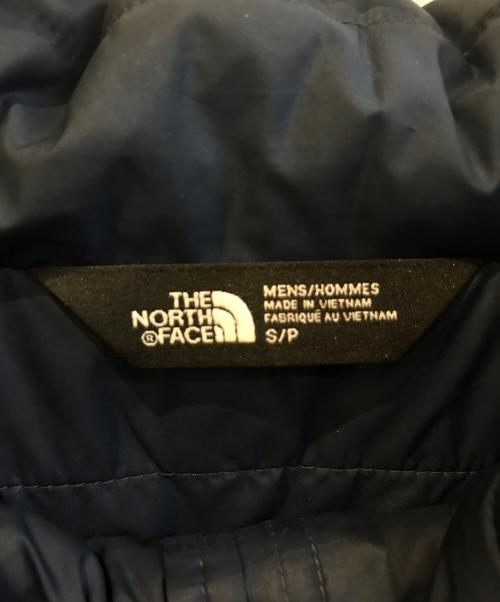 THE
NORTH
®FACE
MENS/HOMMES
MADE IN VIETNAM
FABRIQUÉ AU VIETNAM
S/P